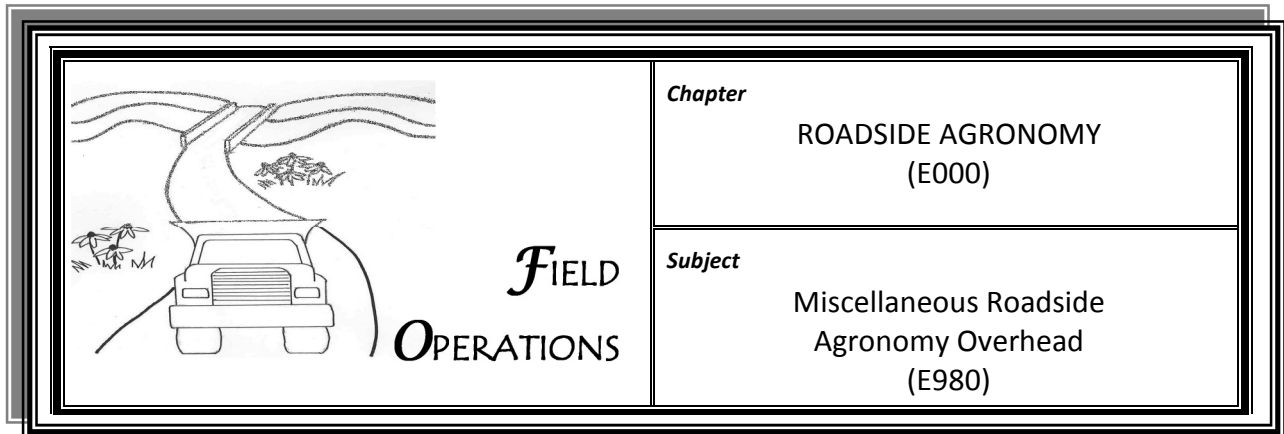 FIELD
OPERATIONS
Chapter
ROADSIDE AGRONOMY
(E000)
Subject
Miscellaneous Roadside
Agronomy Overhead
(E980)